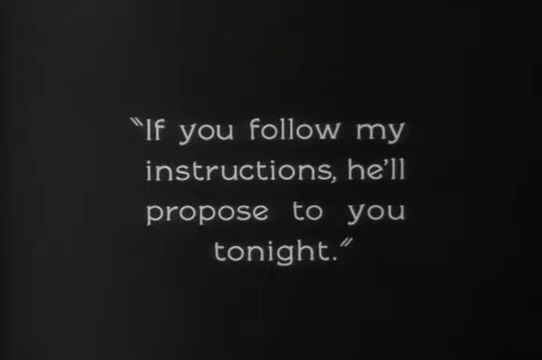 "If you follow my
instructions, he'll
propose to you
tonight."